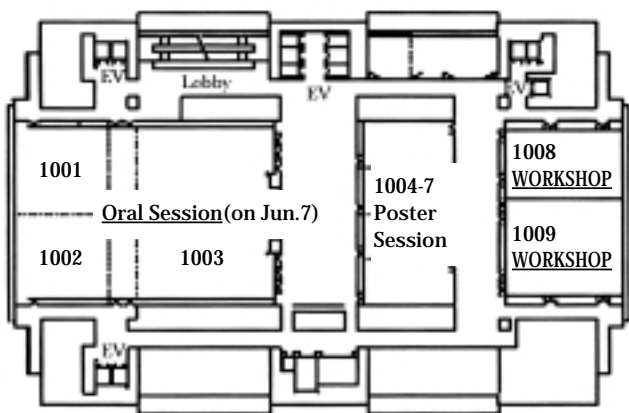 EV
Lobby
EV
EV
1001
1008
WORKSHOP
1004-7
Poster
Session
Oral Session(on Jun.7)
1009
WORKSHOP
1002
1003
EV